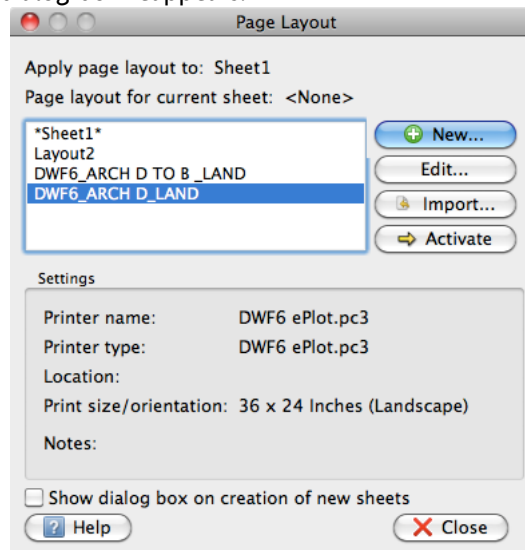 Page Layout
Apply page layout to: Sheet1
Page layout for current sheet: <None>
*Sheet1*
Layout2
DWF6_ARCH D TO B _LAND
DWF6_ARCH D_LAND
New...
Edit...
Import...
Activate
Settings
Printer name: DWF6 ePlot.pc3
Printer type: DWF6 ePlot.pc3
Location:
Print size/orientation: 36 x 24 Inches (Landscape)
Notes:
Show dialog box on creation of new sheets
Help
Close